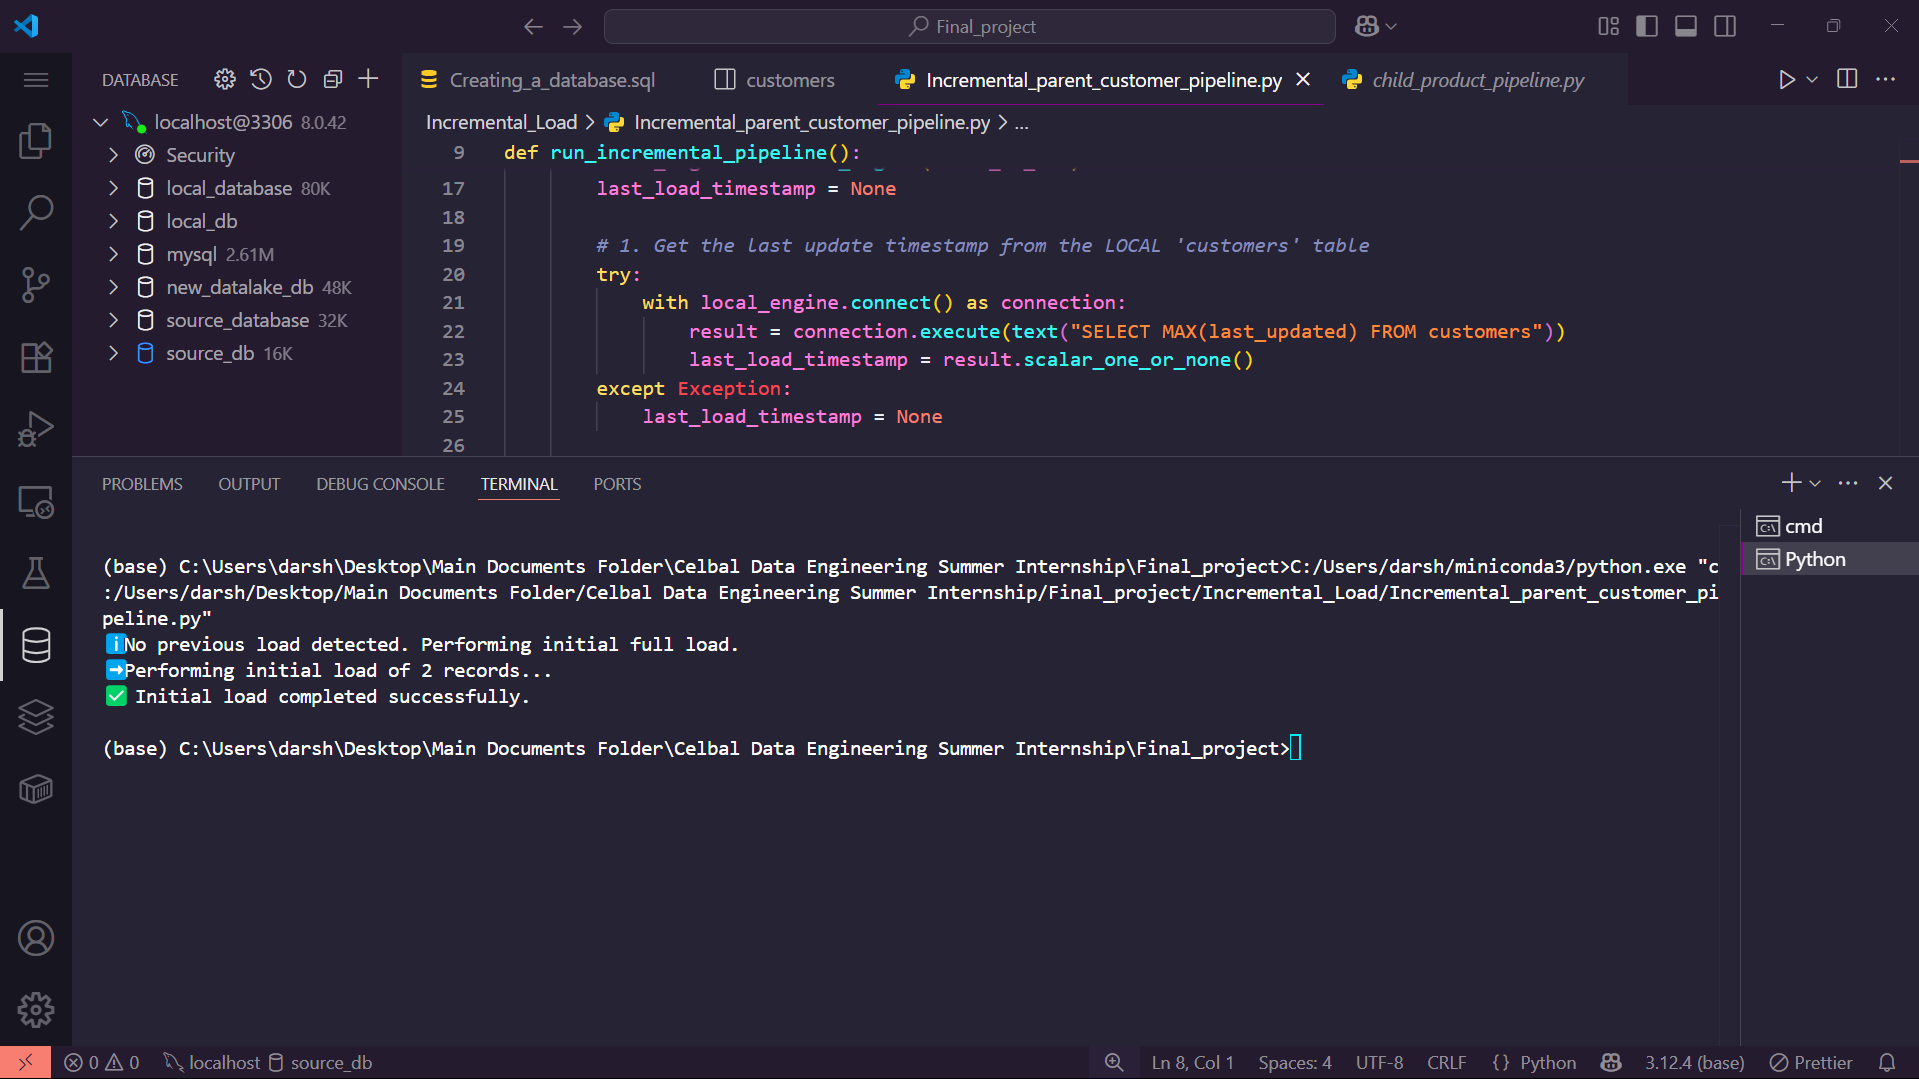 Final_project
DATABASE
localhost@3306 8.0.42
Security
local_database 80K
local_db
mysql 2.61M
new_datalake_db 48K
source_database 32K
source_db 16K
Creating_a_database.sql
customers
Incremental_parent_customer_pipeline.py
child_product_pipeline.py
Incremental_Load > Incremental_parent_customer_pipeline.py > ...
9 def run_incremental_pipeline():
17 last_load_timestamp = None
18
19 # 1. Get the last update timestamp from the LOCAL 'customers' table
20 try:
21 with local_engine.connect() as connection:
22 result = connection.execute(text("SELECT MAX(last_updated) FROM customers"))
23 last_load_timestamp = result.scalar_one_or_none()
24 except Exception:
25 last_load_timestamp = None
26
PROBLEMS OUTPUT DEBUG CONSOLE TERMINAL PORTS
cmd
Python
(base) C:\Users\darsh\Desktop\Main Documents Folder\Celbal Data Engineering Summer Internship\Final_project>C:/Users/darsh/miniconda3/python.exe "c
:/Users/darsh/Desktop/Main Documents Folder/Celbal Data Engineering Summer Internship/Final_project/Incremental_Load/Incremental_parent_customer_pi
peline.py"
ℹ️No previous load detected. Performing initial full load.
➡️Performing initial load of 2 records...
✅ Initial load completed successfully.
(base) C:\Users\darsh\Desktop\Main Documents Folder\Celbal Data Engineering Summer Internship\Final_project>
0 0 localhost source_db Ln 8, Col 1 Spaces: 4 UTF-8 CRLF {} Python 3.12.4 (base) Prettier